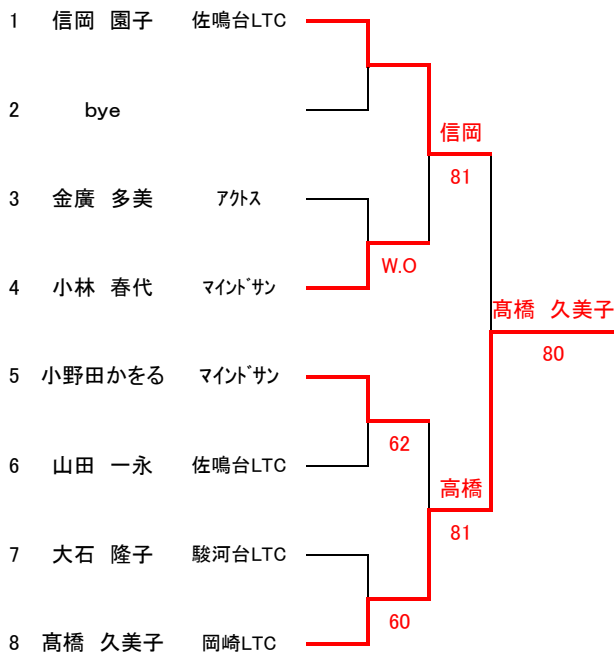 1 信岡 園子 佐鳴台LTC
2 bye
信岡
81
3 金廣 多美 ｱｸﾄｽ
W.O
4 小林 春代 ﾏｲﾝﾄﾞｻﾝ
髙橋 久美子
80
5 小野田かをる ﾏｲﾝﾄﾞｻﾝ
62
6 山田 一永 佐鳴台LTC
高橋
81
7 大石 隆子 駿河台LTC
60
8 髙橋 久美子 岡崎LTC